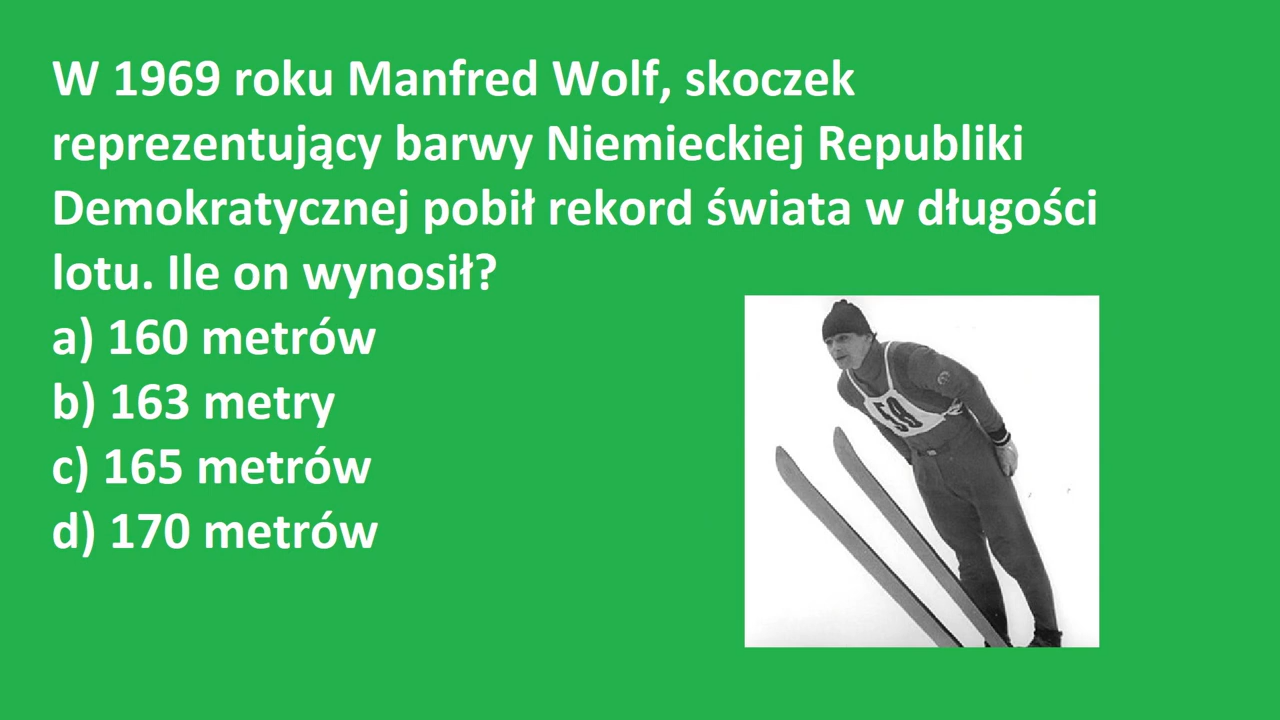 W 1969 roku Manfred Wolf, skoczek
reprezentujący barwy Niemieckiej Republiki
Demokratycznej pobił rekord świata w długości
lotu. Ile on wynosił?
a) 160 metrów
b) 163 metry
c) 165 metrów
d) 170 metrów
59